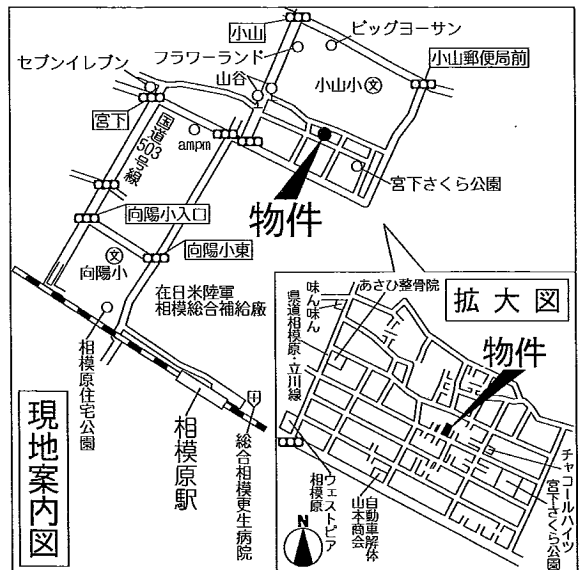 小山
ビッグヨーサン
フラワーランド
小山郵便局前
セブンイレブン
山谷
小山小
文
宮下
国道503号線
ampm
宮下さくら公園
物件
向陽小入口
向陽小東
文
向陽小
在日米陸軍
相模総合補給廠
相模原住宅公園
相模原駅
総合相模更生病院
現地案内図
拡大図
味ん味ん
あさひ整骨院
県道相模原・立川線
物件
チャコールハイツ
宮下さくら公園
ウェストピア
相模原
自動車解体
山本商会
N